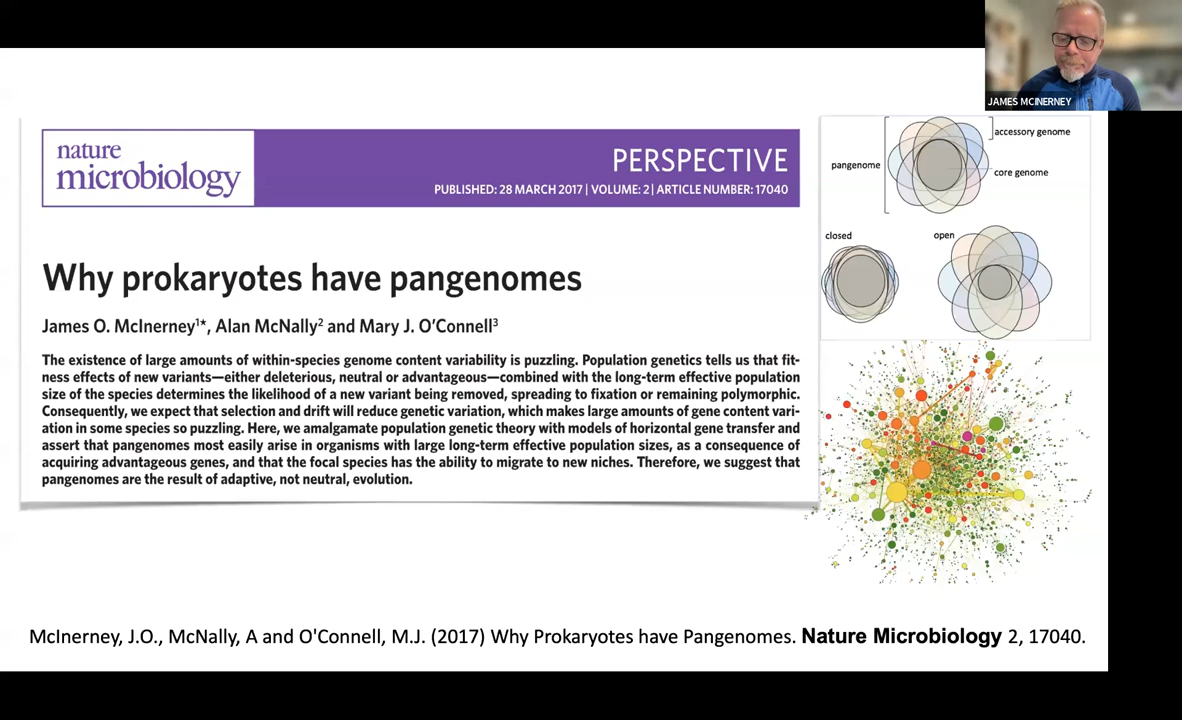 JAMES MCINERNEY
nature
microbiology
PERSPECTIVE
PUBLISHED: 28 MARCH 2017 | VOLUME: 2 | ARTICLE NUMBER: 17040
Why prokaryotes have pangenomes
James O. McInerney1*, Alan McNally2 and Mary J. O'Connell3
The existence of large amounts of within-species genome content variability is puzzling. Population genetics tells us that fit-
ness effects of new variants—either deleterious, neutral or advantageous—combined with the long-term effective population
size of the species determines the likelihood of a new variant being removed, spreading to fixation or remaining polymorphic.
Consequently, we expect that selection and drift will reduce genetic variation, which makes large amounts of gene content vari-
ation in some species so puzzling. Here, we amalgamate population genetic theory with models of horizontal gene transfer and
assert that pangenomes most easily arise in organisms with large long-term effective population sizes, as a consequence of
acquiring advantageous genes, and that the focal species has the ability to migrate to new niches. Therefore, we suggest that
pangenomes are the result of adaptive, not neutral, evolution.
accessory genome
pangenome
core genome
closed
open
McInerney, J.O., McNally, A and O'Connell, M.J. (2017) Why Prokaryotes have Pangenomes. Nature Microbiology 2, 17040.